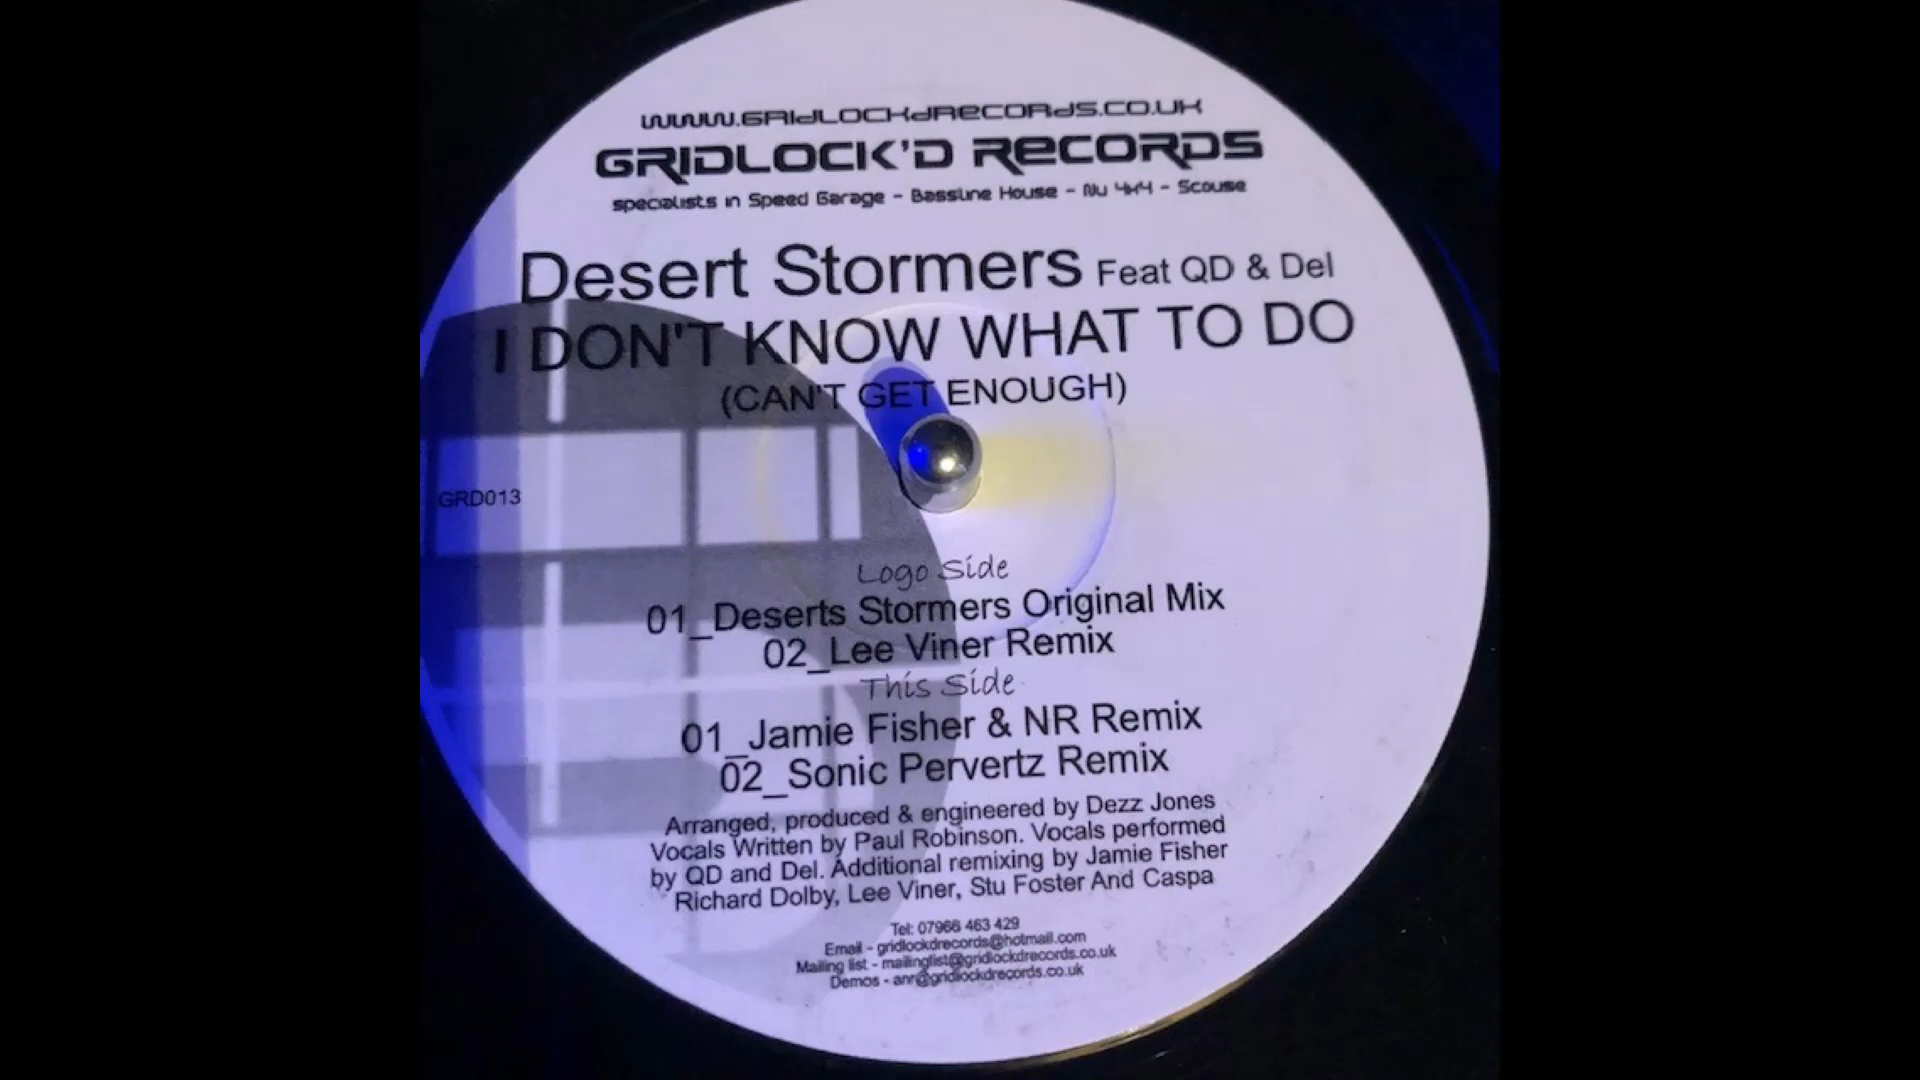 www.GRIDLOCKDRECORDS.CO.UK
GRIDLOCK'D RECORDS
specialists in Speed Garage - Bassline House - Nu 4x4 - Scouse
Desert Stormers Feat QD & Del
I DON'T KNOW WHAT TO DO
(CAN'T GET ENOUGH)
GRD013
Logo Side
01_Deserts Stormers Original Mix
02_Lee Viner Remix
This Side
01_Jamie Fisher & NR Remix
02_Sonic Pervertz Remix
Arranged, produced & engineered by Dezz Jones
Vocals Written by Paul Robinson. Vocals performed
by QD and Del. Additional remixing by Jamie Fisher
Richard Dolby, Lee Viner, Stu Foster And Caspa
Tel: 07966 463 429
Email - gridlockdrecords@hotmail.com
Mailing list - mailinglist@gridlockdrecords.co.uk
Demos - anr@gridlockdrecords.co.uk